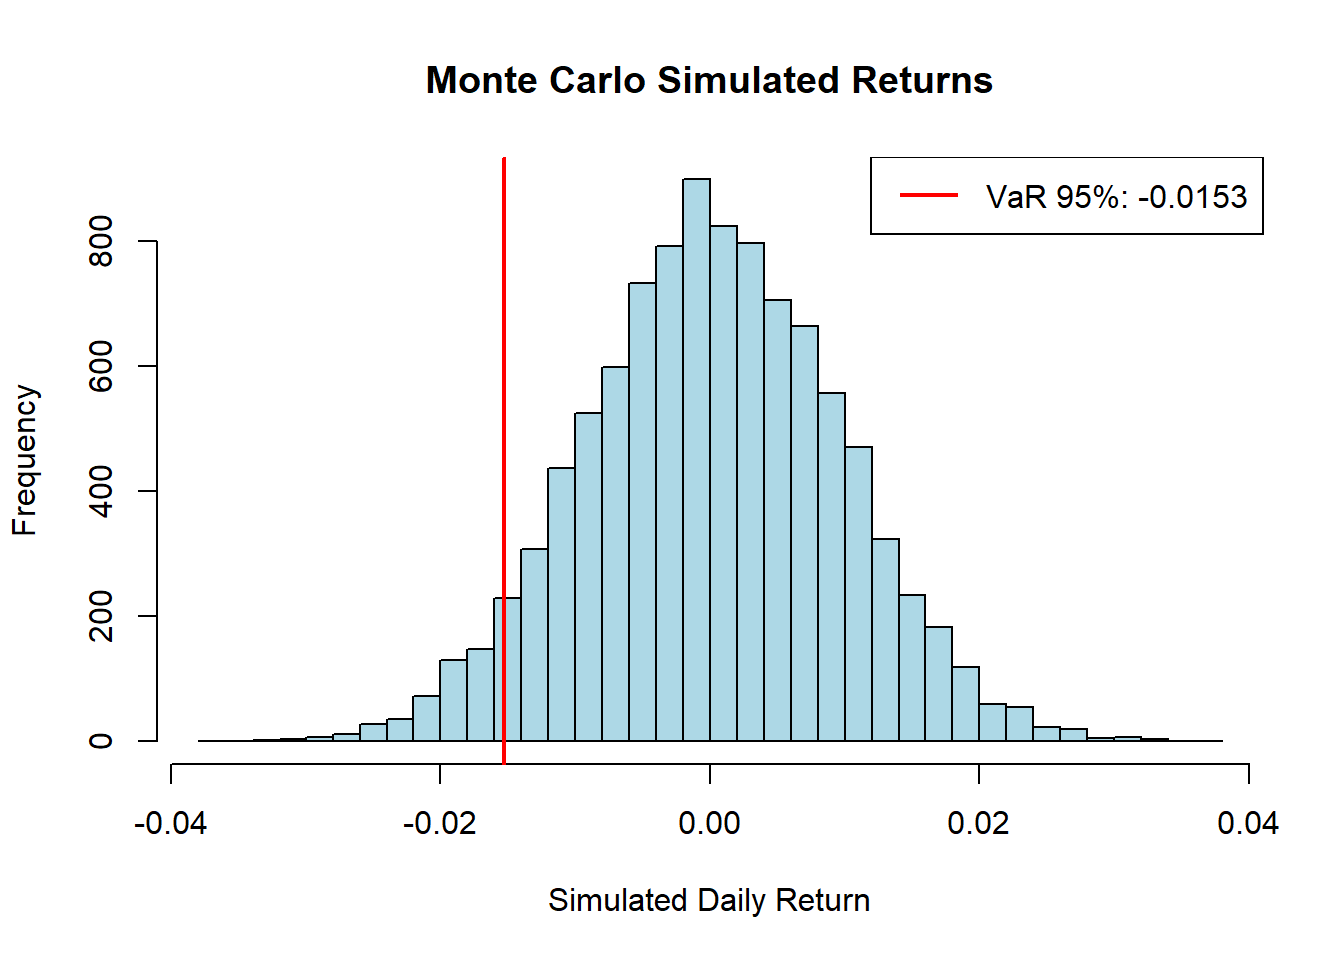 Monte Carlo Simulated Returns
VaR 95%: -0.0153
Frequency
800
600
400
200
0
-0.04
-0.02
0.00
0.02
0.04
Simulated Daily Return